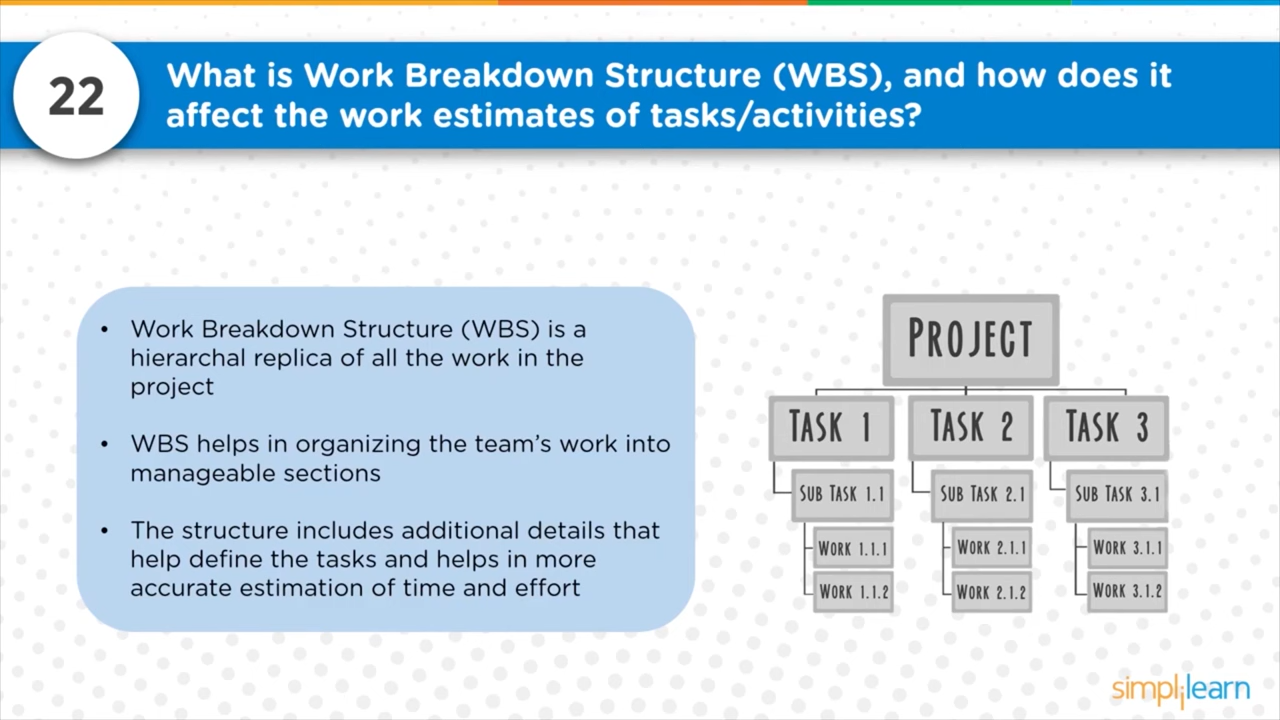 22
What is Work Breakdown Structure (WBS), and how does it
affect the work estimates of tasks/activities?
• Work Breakdown Structure (WBS) is a
hierarchal replica of all the work in the
project
• WBS helps in organizing the team's work into
manageable sections
• The structure includes additional details that
help define the tasks and helps in more
accurate estimation of time and effort
PROJECT
TASK 1
TASK 2
TASK 3
SUB TASK 1.1
SUB TASK 2.1
SUB TASK 3.1
WORK 1.1.1
WORK 2.1.1
WORK 3.1.1
WORK 1.1.2
WORK 2.1.2
WORK 3.1.2
simplilearn